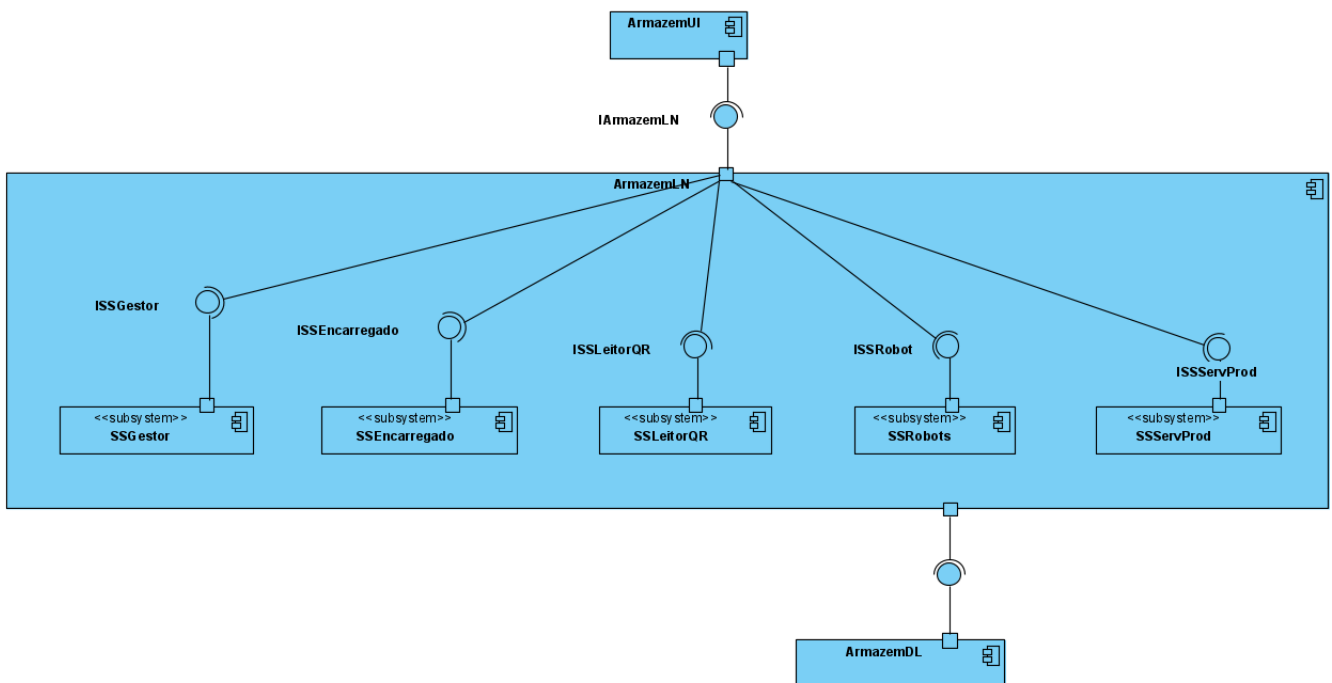 ArmazemUI
IArmazemLN
ArmazemLN
ISSGestor
ISSEncarregado
ISSLeitorQR
ISSRobot
ISSServProd
<<subsystem>>
SSGestor
<<subsystem>>
SSEncarregado
<<subsystem>>
SSLeitorQR
<<subsystem>>
SSRobots
<<subsystem>>
SSServProd
ArmazemDL